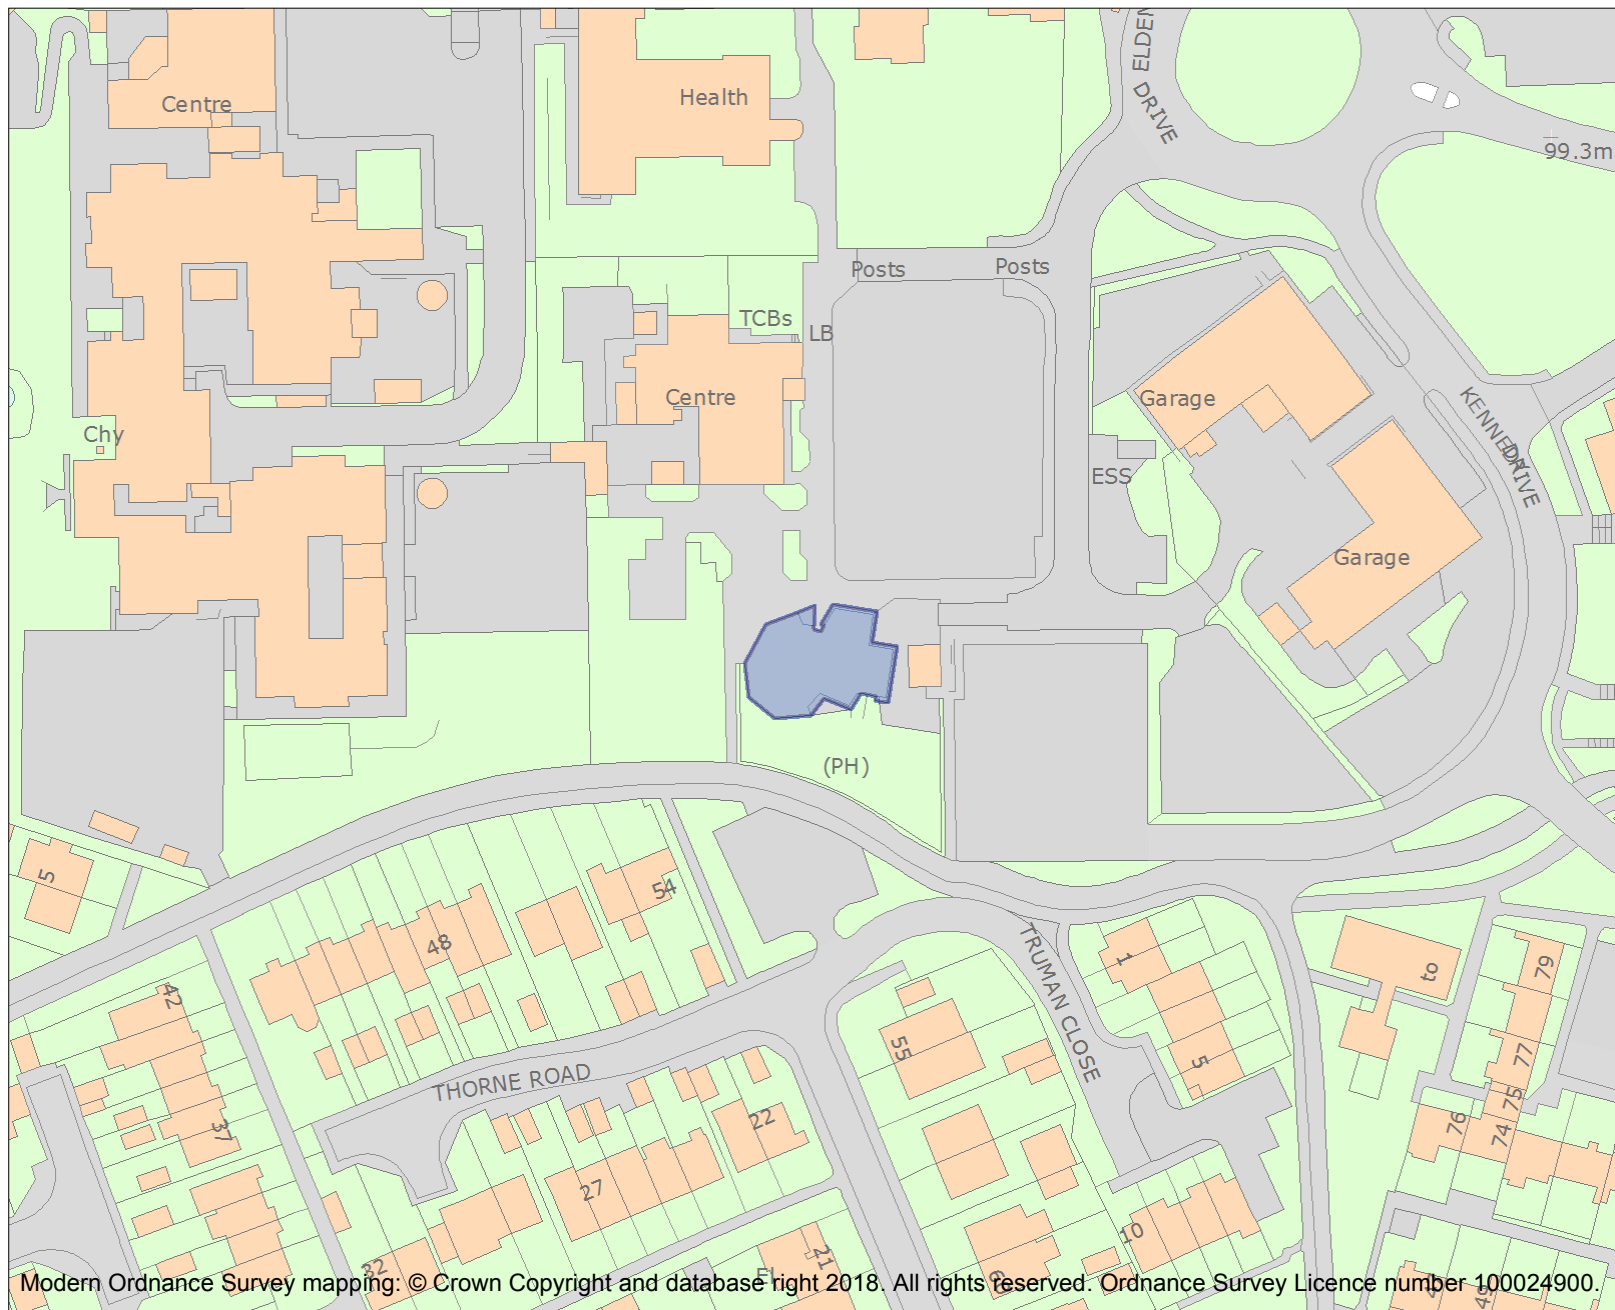 ELDEN
DRIVE
Centre
Health
99.3m
Posts
Posts
TCBs
LB
Centre
Garage
KENNEDY
DRIVE
Chy
ESS
Garage
(PH)
5
54
48
42
TRUMAN CLOSE
1
to
79
55
5
77
THORNE ROAD
75
76
74
22
37
27
10
21
32
Modern Ordnance Survey mapping: © Crown Copyright and database right 2018. All rights reserved. Ordnance Survey Licence number 100024900.